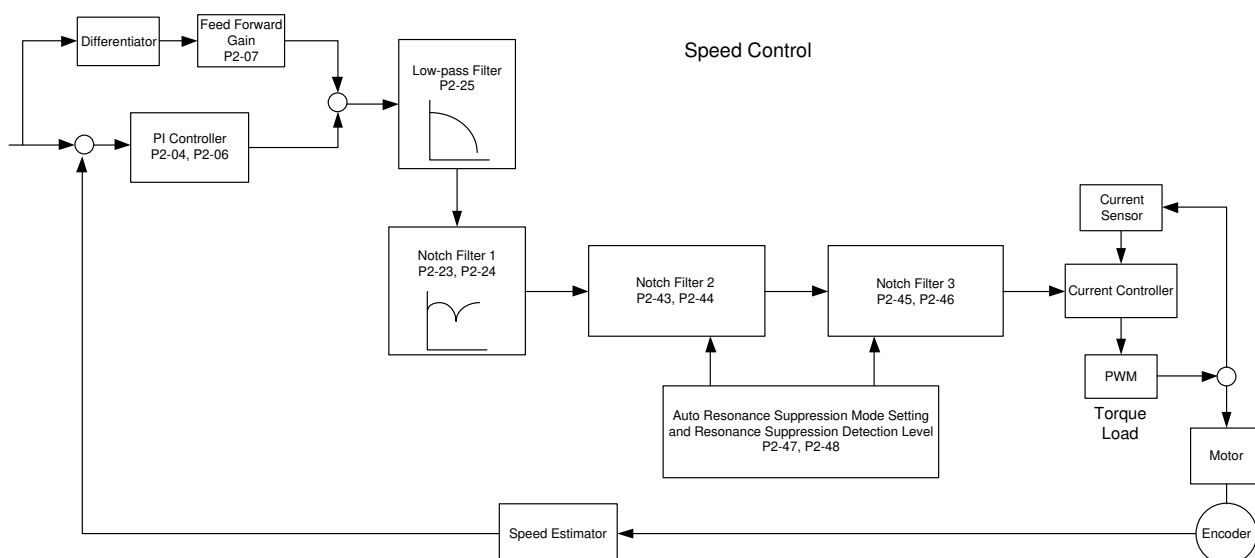 Differentiator
Feed Forward
Gain
P2-07
Speed Control
Low-pass Filter
P2-25
PI Controller
P2-04, P2-06
Current
Sensor
Notch Filter 1
P2-23, P2-24
Notch Filter 2
P2-43, P2-44
Notch Filter 3
P2-45, P2-46
Current Controller
PWM
Torque
Load
Auto Resonance Suppression Mode Setting
and Resonance Suppression Detection Level
P2-47, P2-48
Motor
Speed Estimator
Encoder